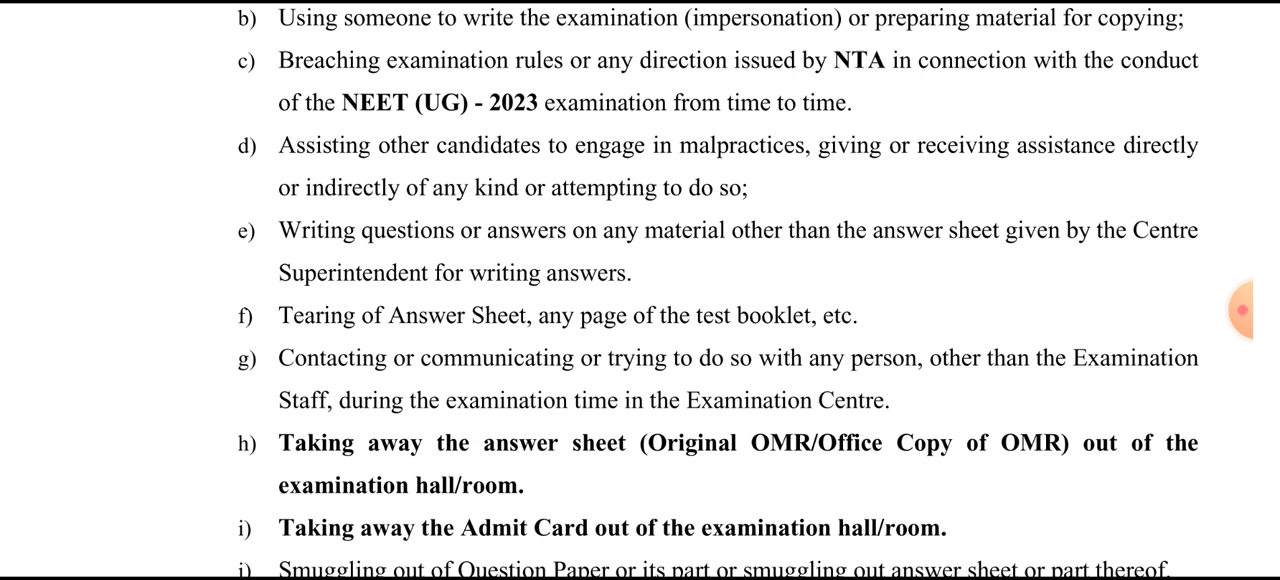 b) Using someone to write the examination (impersonation) or preparing material for copying;
c) Breaching examination rules or any direction issued by NTA in connection with the conduct
of the NEET (UG) - 2023 examination from time to time.
d) Assisting other candidates to engage in malpractices, giving or receiving assistance directly
or indirectly of any kind or attempting to do so;
e) Writing questions or answers on any material other than the answer sheet given by the Centre
Superintendent for writing answers.
f) Tearing of Answer Sheet, any page of the test booklet, etc.
g) Contacting or communicating or trying to do so with any person, other than the Examination
Staff, during the examination time in the Examination Centre.
h) Taking away the answer sheet (Original OMR/Office Copy of OMR) out of the
examination hall/room.
i) Taking away the Admit Card out of the examination hall/room.
j) Smuggling out of Question Paper or its part or smuggling out answer sheet or part thereof.